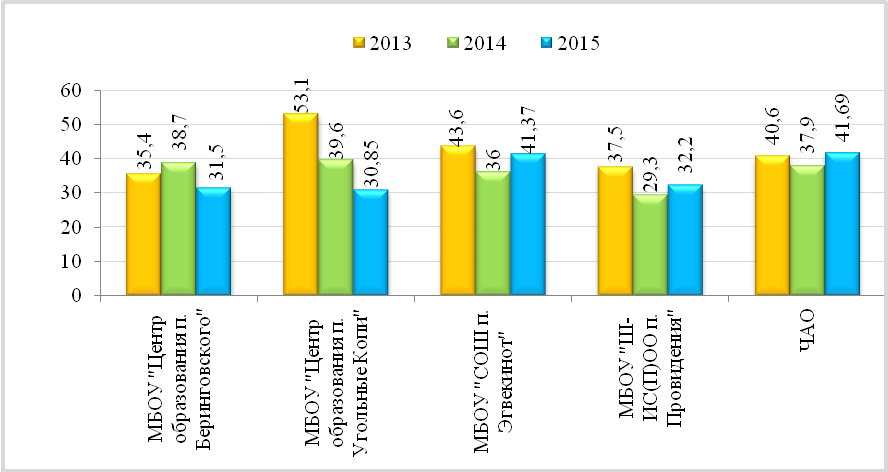 2013 2014 2015
60
50
40
30
20
10
0
35,4
38,7
31,5
53,1
39,6
30,85
43,6
36
41,37
37,5
29,3
32,2
40,6
37,9
41,69
МБОУ "Центр
образования п.
Беринговского"
МБОУ "Центр
образования п.
Угольные Копи"
МБОУ "СОШ п.
Эгвекинот"
МБОУ "Ш-
ИС(П)ОО п.
Провидения"
ЧАО